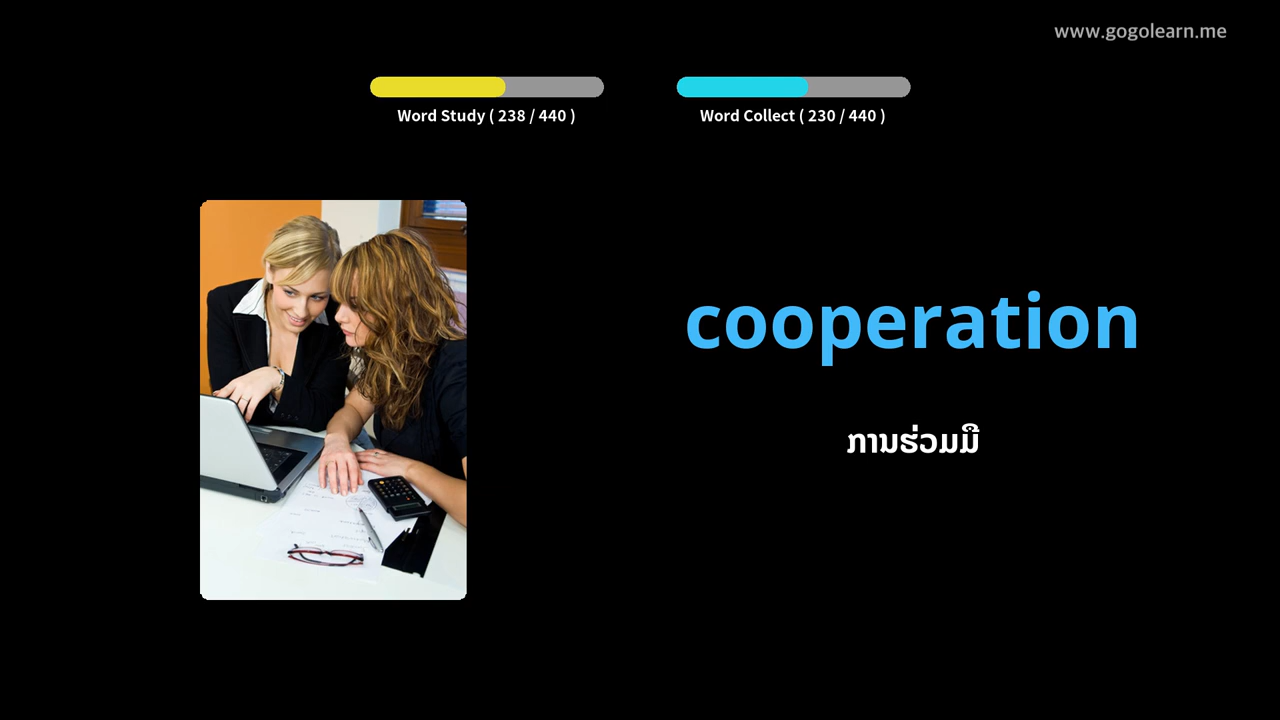 www.gogolearn.me
Word Study ( 238 / 440 )
Word Collect ( 230 / 440 )
cooperation
ການຮ່ວມມື